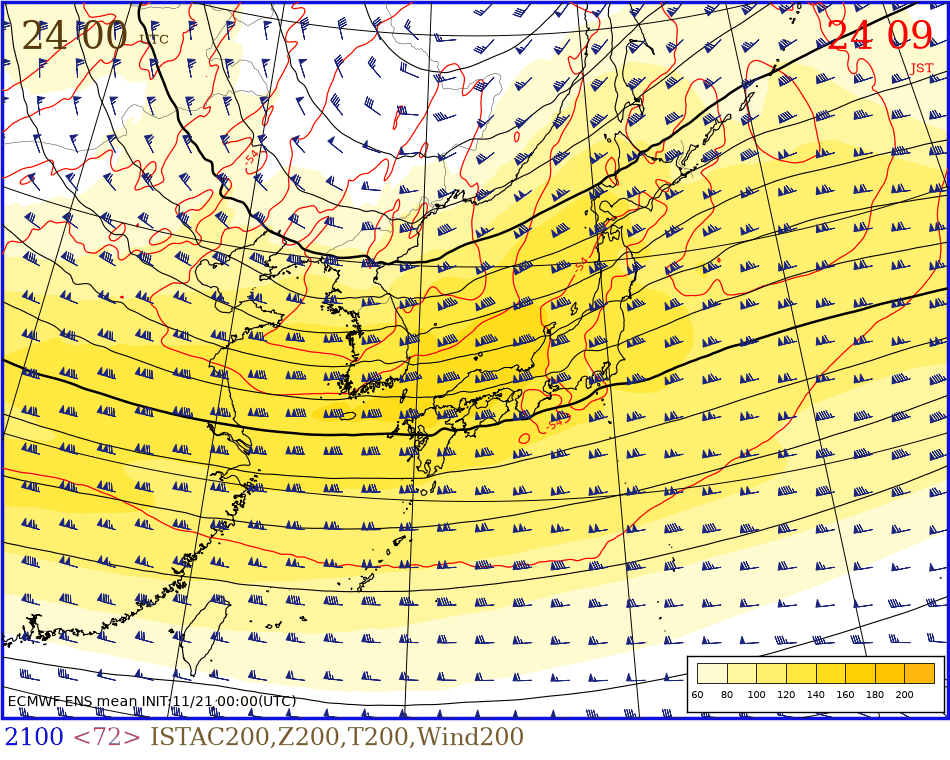 24 00 UTC
24 09
JST
-54
-54
-54.5
60 80 100 120 140 160 180 200
ECMWF ENS mean INIT:11/21 00:00(UTC)
2100 <72> ISTAC200,Z200,T200,Wind200